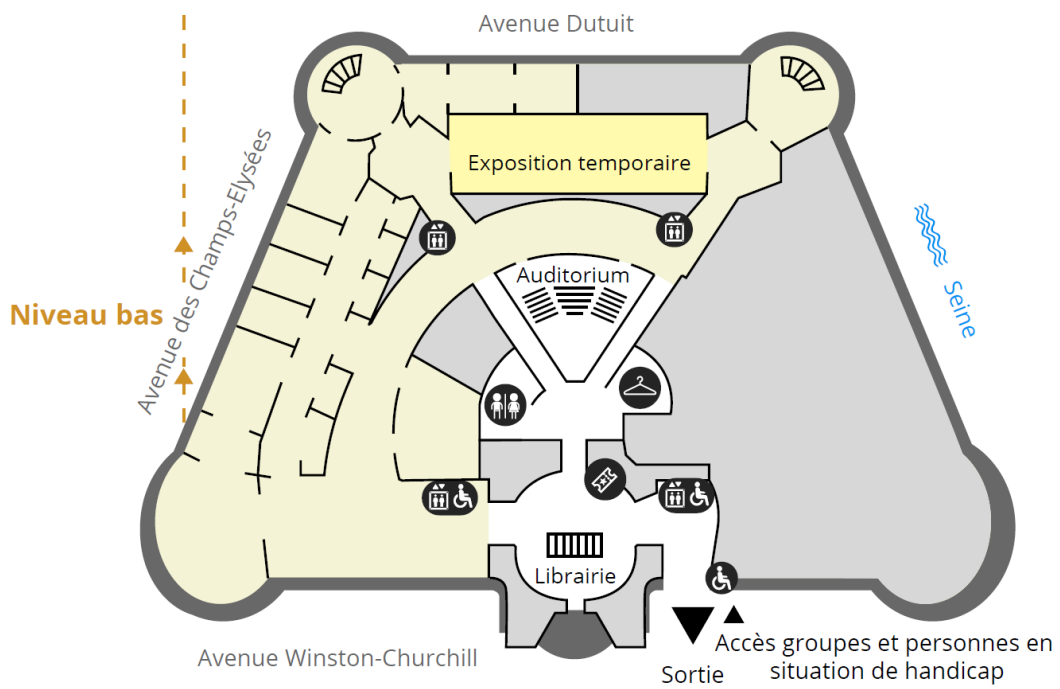 Avenue Dutuit
Exposition temporaire
Avenue des Champs-Elysées
Seine
Auditorium
Niveau bas
Librairie
Avenue Winston-Churchill
Accès groupes et personnes en
situation de handicap
Sortie